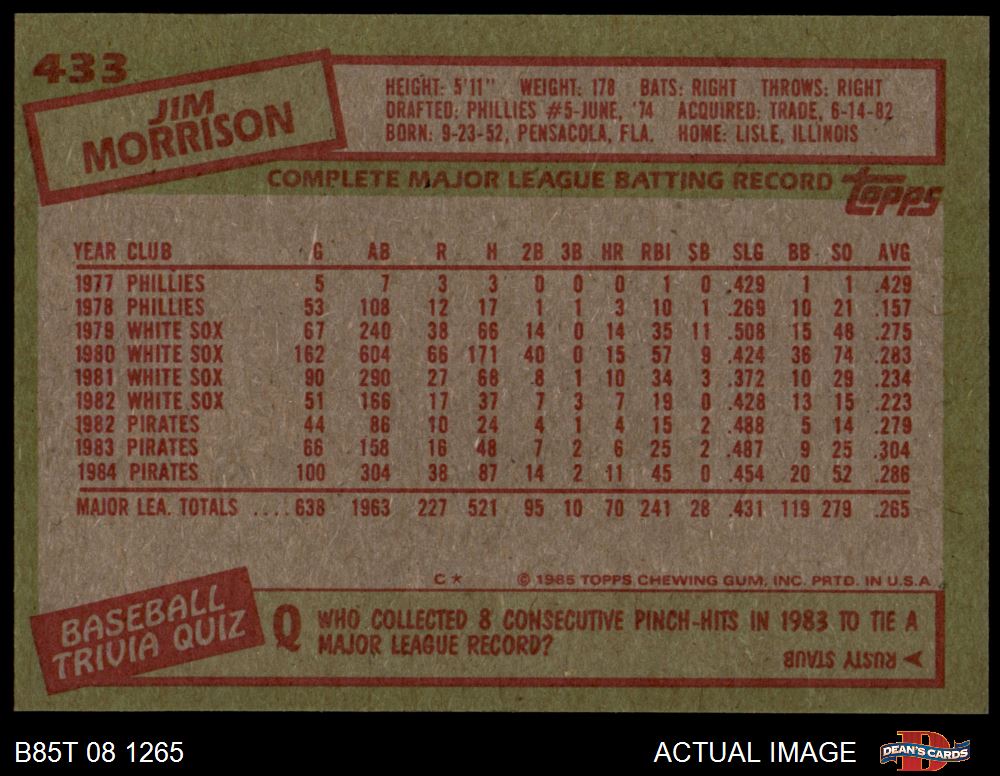 433
JIM
MORRISON
HEIGHT: 5'11" WEIGHT: 178 BATS: RIGHT THROWS: RIGHT
DRAFTED: PHILLIES #5-JUNE, '74 ACQUIRED: TRADE, 6-14-82
BORN: 9-23-52, PENSACOLA, FLA. HOME: LISLE, ILLINOIS
COMPLETE MAJOR LEAGUE BATTING RECORD topps
YEAR CLUB G AB R H 2B 3B HR RBI SB SLG BB SO AVG
1977 PHILLIES 5 7 3 3 0 0 0 1 0 .429 1 1 .429
1978 PHILLIES 53 108 12 17 1 1 3 10 1 .269 10 21 .157
1979 WHITE SOX 67 240 38 66 14 0 14 35 11 .508 15 48 .275
1980 WHITE SOX 162 604 66 171 40 0 15 57 9 .424 36 74 .283
1981 WHITE SOX 90 290 27 68 8 1 10 34 3 .372 10 29 .234
1982 WHITE SOX 51 166 17 37 7 3 7 19 0 .428 13 15 .223
1982 PIRATES 44 86 10 24 4 1 4 15 2 .488 5 14 .279
1983 PIRATES 66 158 16 48 7 2 6 25 2 .487 9 25 .304
1984 PIRATES 100 304 38 87 14 2 11 45 0 .454 20 52 .286
MAJOR LEA. TOTALS ....638 1963 227 521 95 10 70 241 28 .431 119 279 .265
C* © 1985 TOPPS CHEWING GUM, INC. PRTD. IN U.S.A
BASEBALL
TRIVIA QUIZ
Q WHO COLLECTED 8 CONSECUTIVE PINCH-HITS IN 1983 TO TIE A
MAJOR LEAGUE RECORD?
RUSTY STAUB
B85T 08 1265 ACTUAL IMAGE DEAN'S CARDS